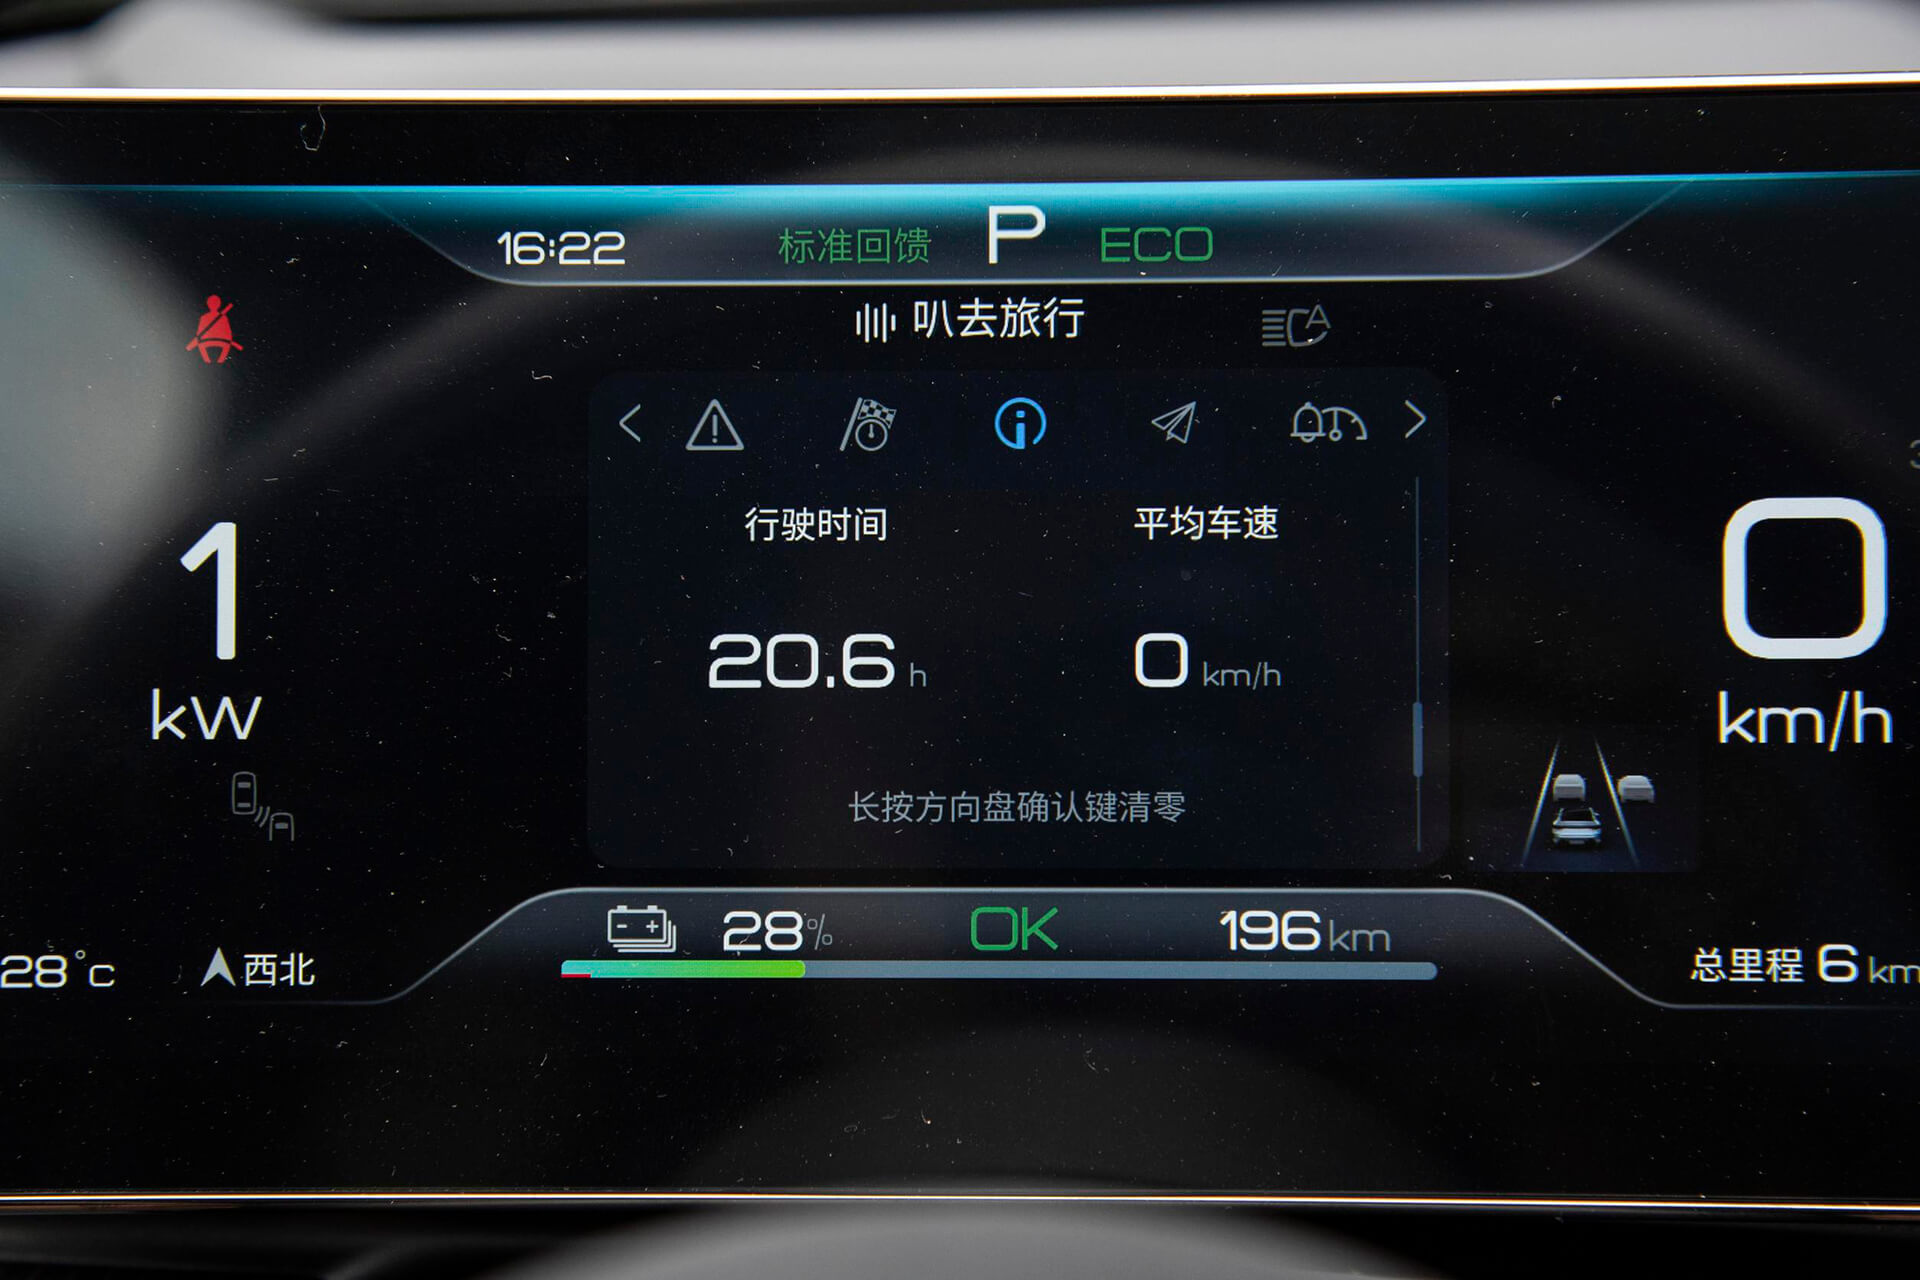 16:22 标准回馈 P ECO
叭去旅行
行驶时间 平均车速
1 kW
20.6 h 0 km/h
0 km/h
长按方向盘确认键清零
28% OK 196 km
28°C 西北
总里程 6 km